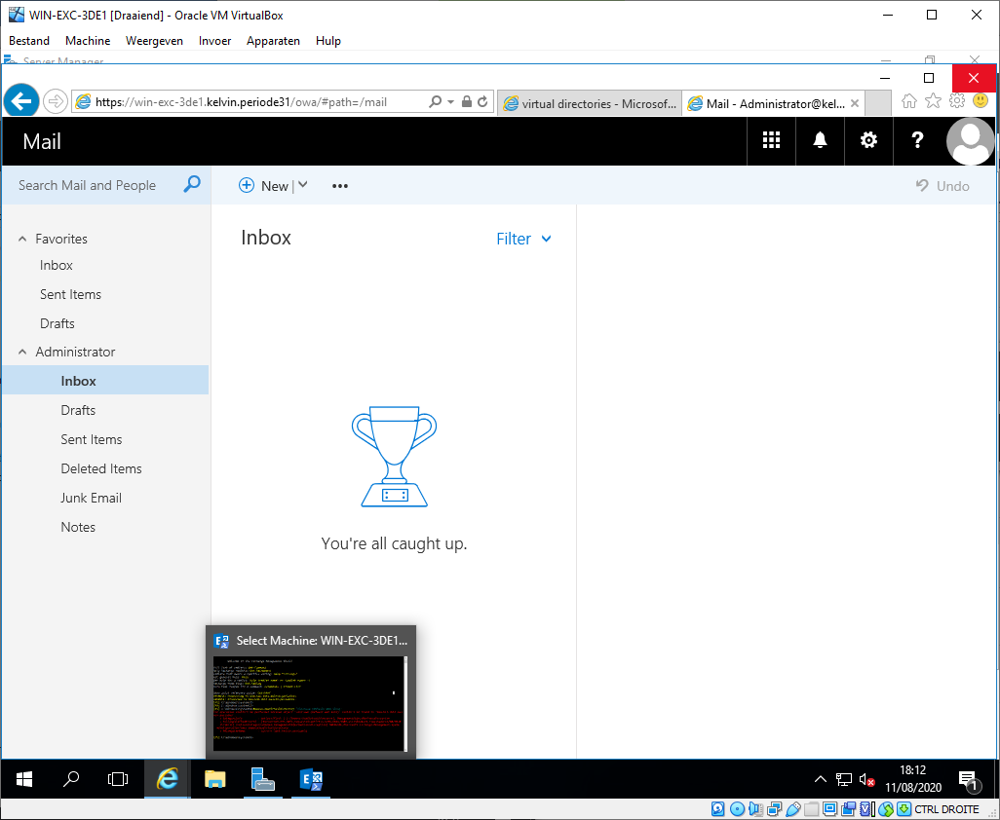 WIN-EXC-3DE1 [Draaiend] - Oracle VM VirtualBox
Bestand Machine Weergeven Invoer Apparaten Hulp
Server Manager
https://win-exc-3de1.kelvin.periode31/owa/#path=/mail
virtual directories - Microsof...
Mail - Administrator@kel...
Mail
?
Search Mail and People
New
Undo
Favorites
Inbox
Sent Items
Drafts
Administrator
Inbox
Drafts
Sent Items
Deleted Items
Junk Email
Notes
Inbox
Filter
You're all caught up.
Select Machine: WIN-EXC-3DE1...
18:12
11/08/2020
1
CTRL DROITE